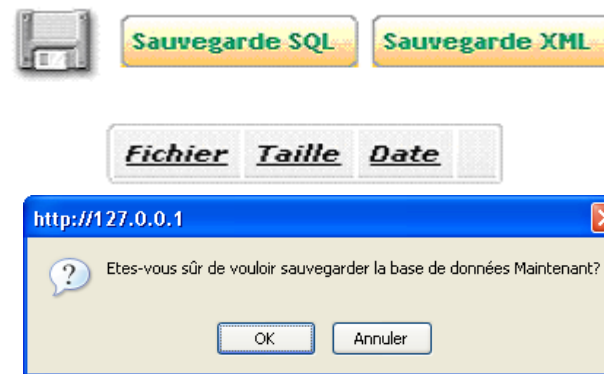 Sauvegarde SQL Sauvegarde XML
Fichier Taille Date
http://127.0.0.1
Etes-vous sûr de vouloir sauvegarder la base de données Maintenant?
OK Annuler